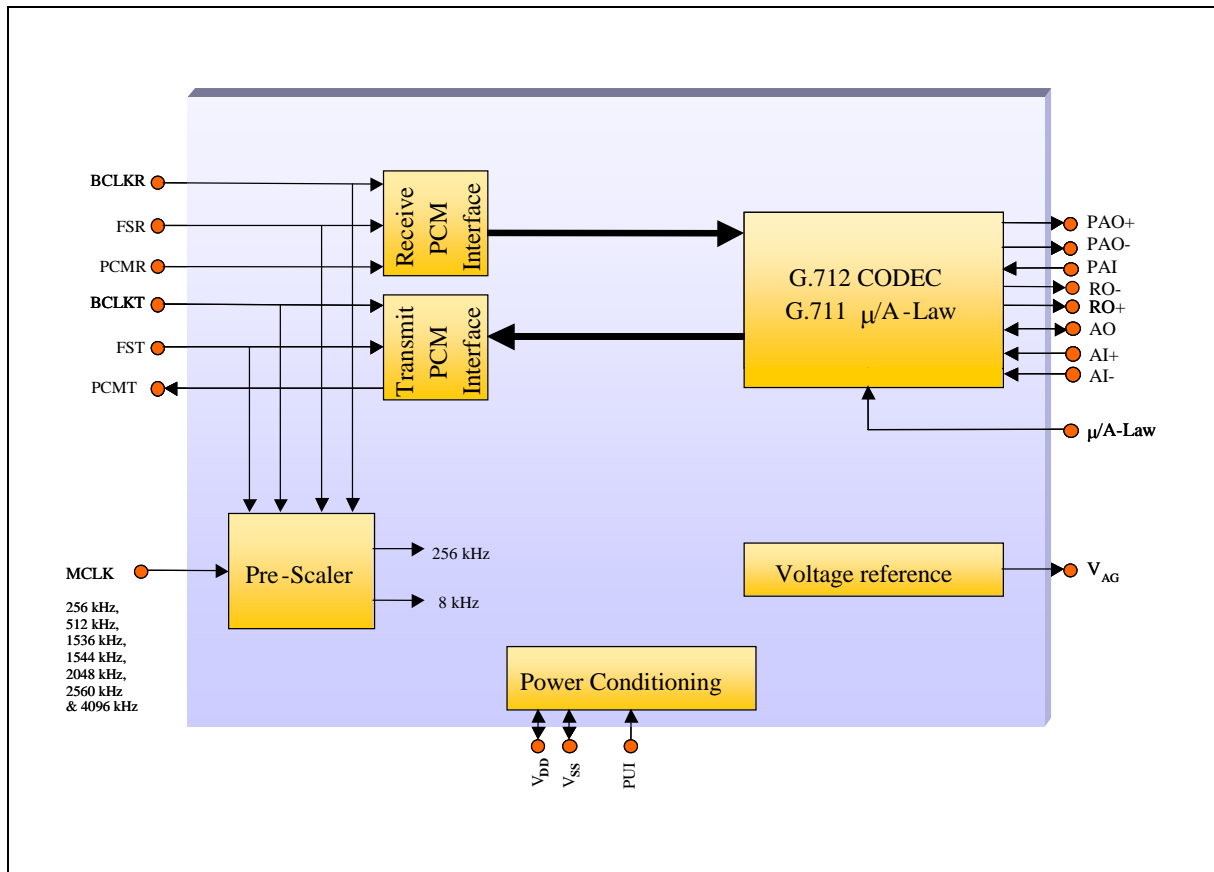 BCLKR
FSR
PCMR
BCLKT
FST
PCMT
Receive
PCM
Interface
Transmit
PCM
Interface
G.712 CODEC
G.711 μ/A-Law
PAO+
PAO-
PAI
RO-
RO+
AO
AI+
AI-
μ/A-Law
MCLK
256 kHz,
512 kHz,
1536 kHz,
1544 kHz,
2048 kHz,
2560 kHz
& 4096 kHz
Pre-Scaler
256 kHz
8 kHz
Voltage reference
VAG
Power Conditioning
VDD
VSS
PUI